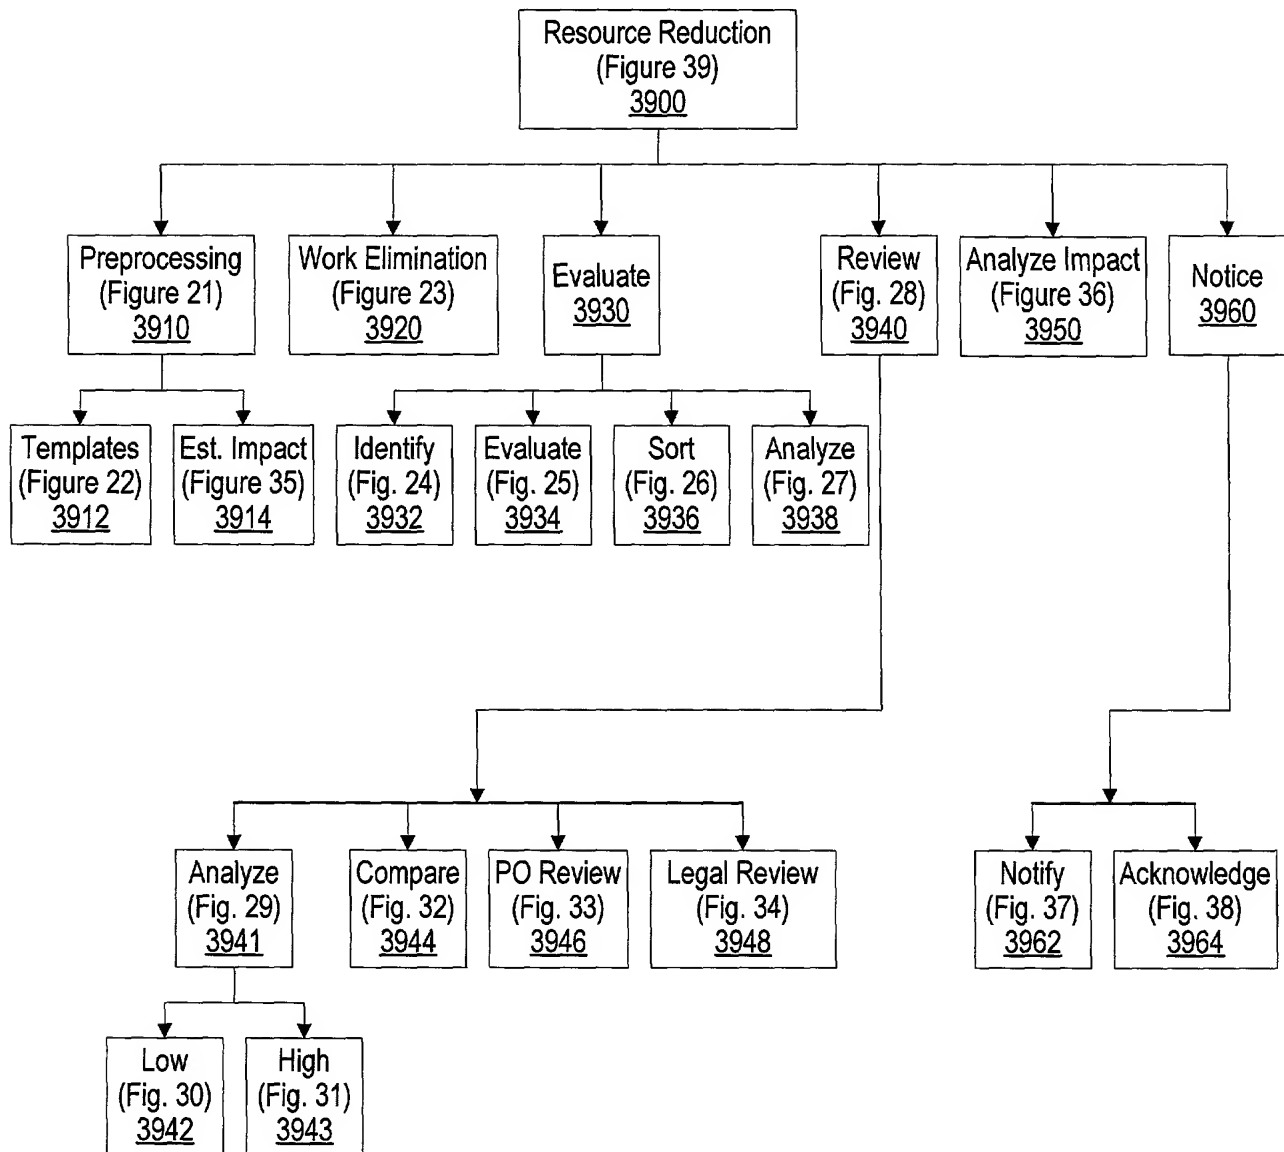 Resource Reduction
(Figure 39)
3900
Preprocessing
(Figure 21)
3910
Work Elimination
(Figure 23)
3920
Evaluate
3930
Review
(Fig. 28)
3940
Analyze Impact
(Figure 36)
3950
Notice
3960
Templates
(Figure 22)
3912
Est. Impact
(Figure 35)
3914
Identify
(Fig. 24)
3932
Evaluate
(Fig. 25)
3934
Sort
(Fig. 26)
3936
Analyze
(Fig. 27)
3938
Analyze
(Fig. 29)
3941
Compare
(Fig. 32)
3944
PO Review
(Fig. 33)
3946
Legal Review
(Fig. 34)
3948
Notify
(Fig. 37)
3962
Acknowledge
(Fig. 38)
3964
Low
(Fig. 30)
3942
High
(Fig. 31)
3943